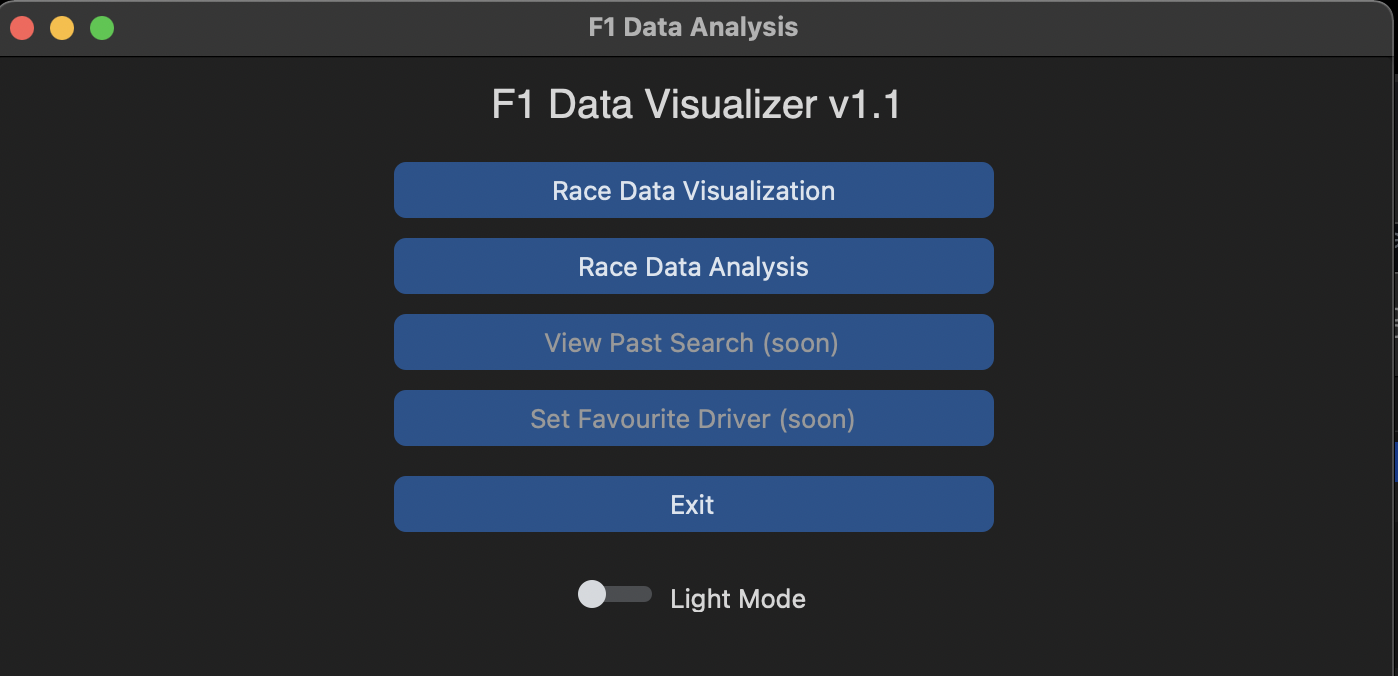 F1 Data Analysis
F1 Data Visualizer v1.1
Race Data Visualization
Race Data Analysis
View Past Search (soon)
Set Favourite Driver (soon)
Exit
Light Mode